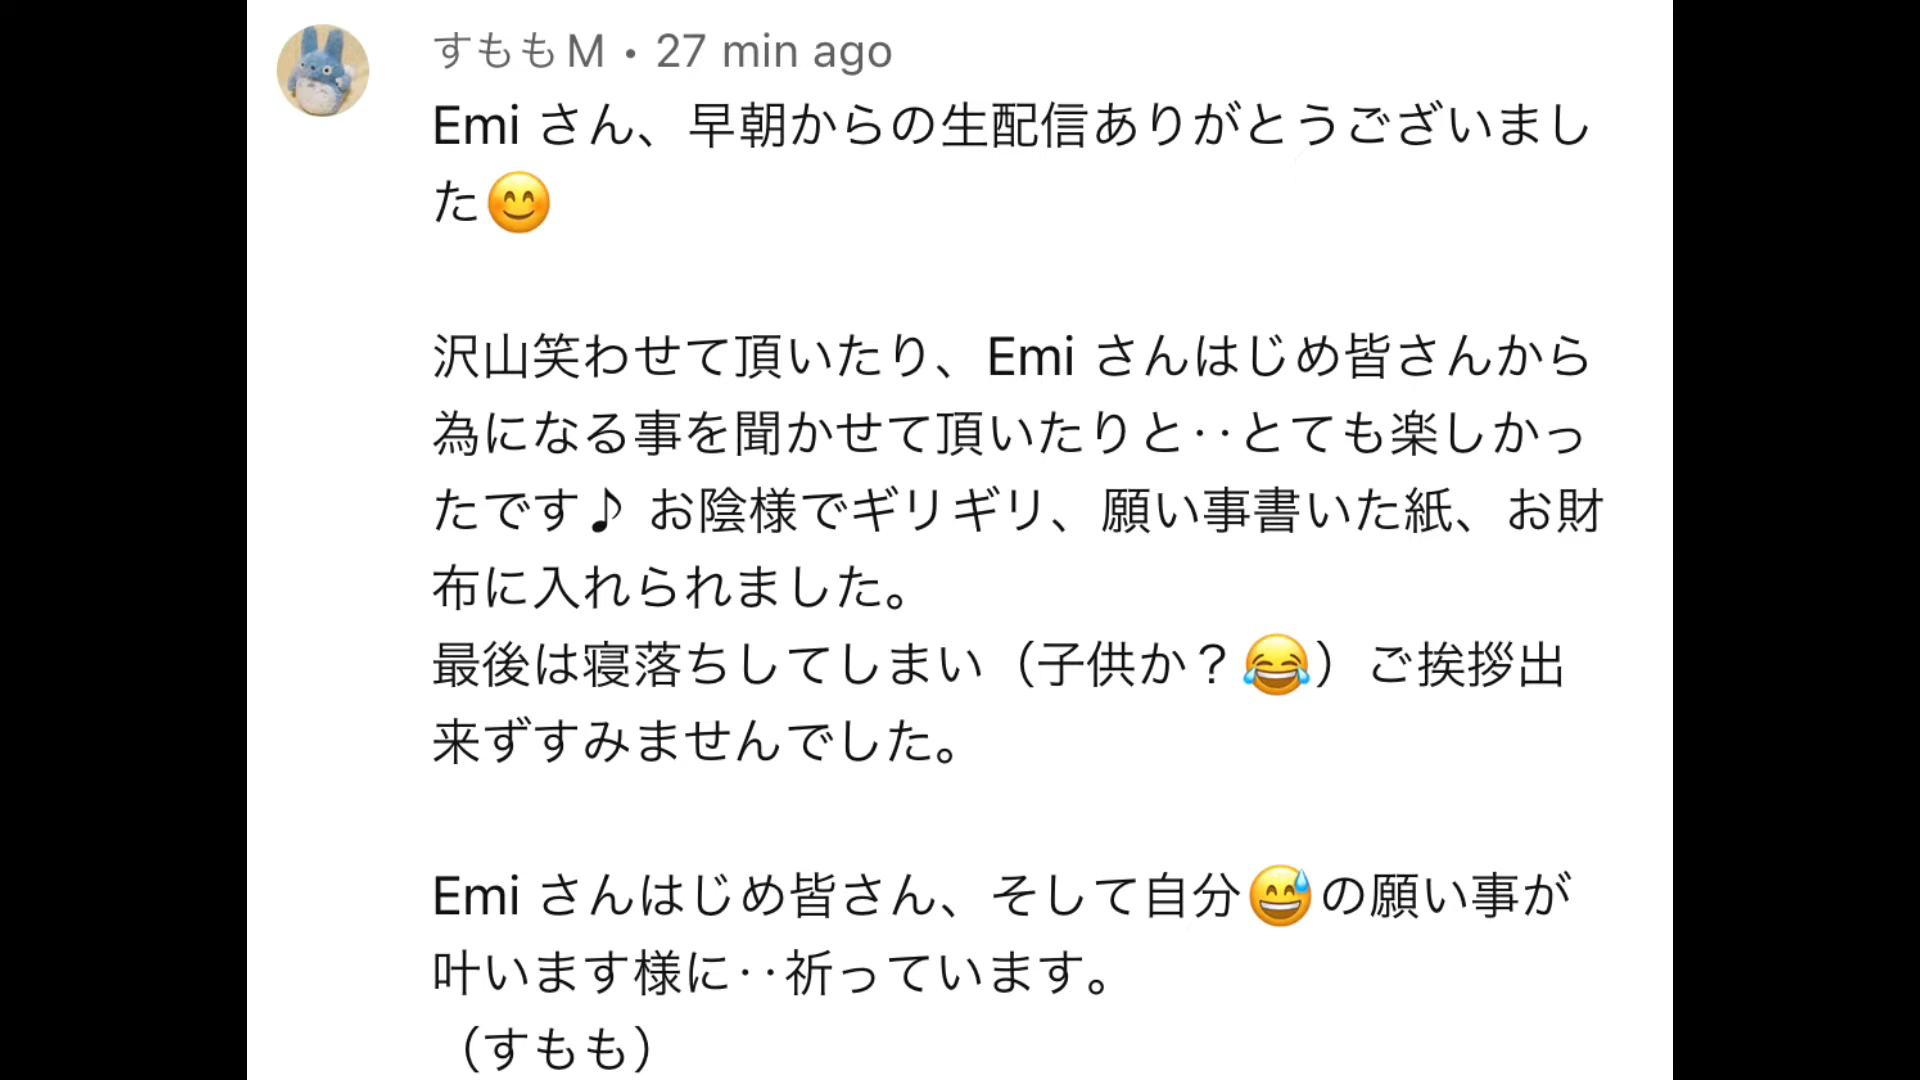 すももM • 27 min ago
Emi さん、早朝からの生配信ありがとうございまし
た😊
沢山笑わせて頂いたり、Emi さんはじめ皆さんから
為になる事を聞かせて頂いたりと‥とても楽しかっ
たです♪ お陰様でギリギリ、願い事書いた紙、お財
布に入れられました。
最後は寝落ちしてしまい（子供か？😂）ご挨拶出
来ずすみませんでした。
Emi さんはじめ皆さん、そして自分😅の願い事が
叶います様に‥祈っています。
（すもも）